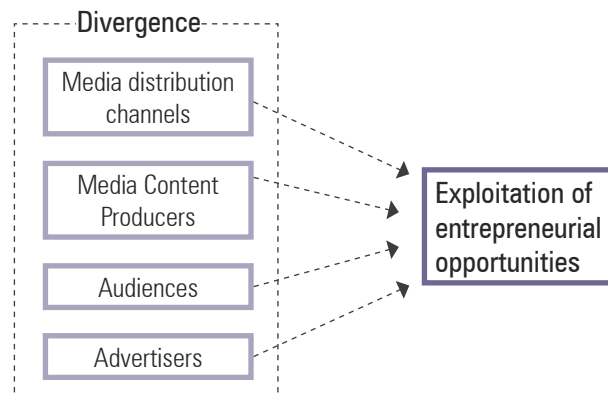 Divergence
Media distribution
channels
Media Content
Producers
Audiences
Advertisers
Exploitation of
entrepreneurial
opportunities